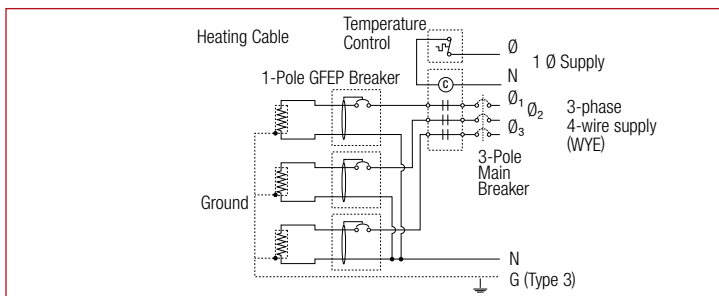 Heating Cable
Temperature
Control
Ø
1 Ø Supply
N
1-Pole GFEP Breaker
C
Ø1
Ø2
Ø3
3-phase
4-wire supply
(WYE)
3-Pole
Main
Breaker
Ground
N
G (Type 3)